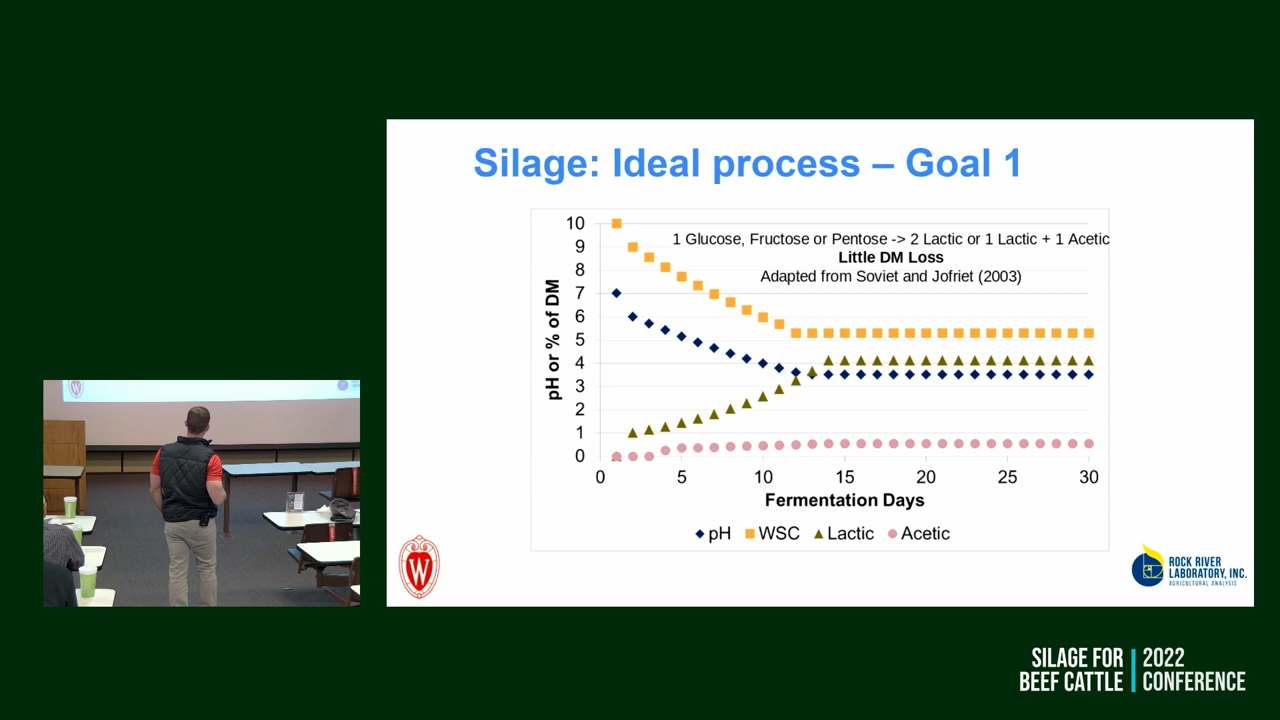 Silage: Ideal process – Goal 1
1 Glucose, Fructose or Pentose -> 2 Lactic or 1 Lactic + 1 Acetic
Little DM Loss
Adapted from Soviet and Jofriet (2003)
pH or % of DM
10
9
8
7
6
5
4
3
2
1
0
0 5 10 15 20 25 30
Fermentation Days
pH WSC Lactic Acetic
W
ROCK RIVER
LABORATORY, INC.
AGRICULTURAL ANALYSIS
W
SILAGE FOR
BEEF CATTLE
2022
CONFERENCE